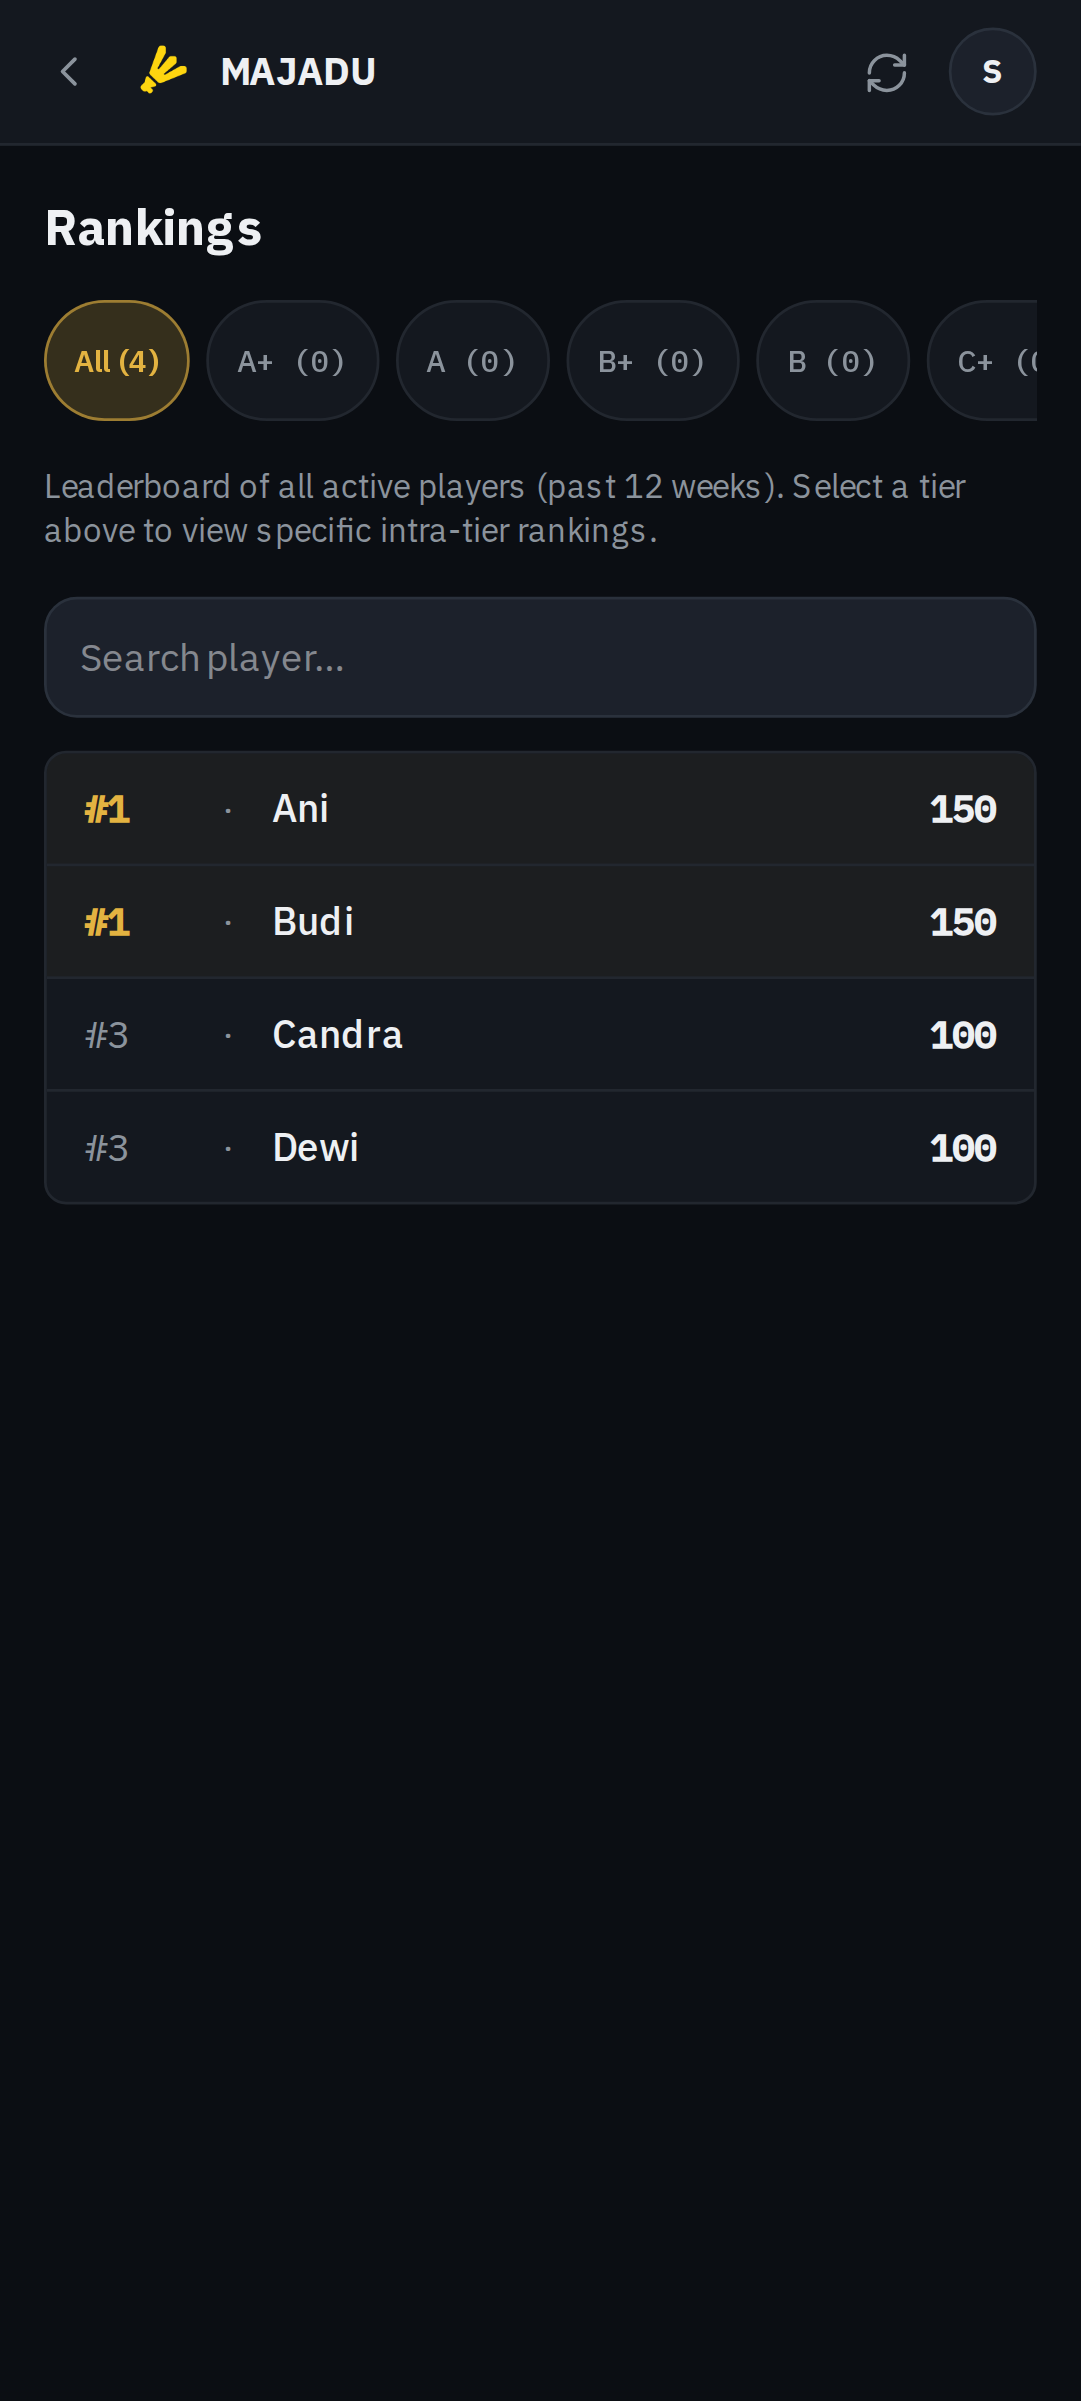 MAJADU
S
Rankings
All (4) A+ (0) A (0) B+ (0) B (0) C+
Leaderboard of all active players (past 12 weeks). Select a tier
above to view specific intra-tier rankings.
Search player...
#1 · Ani 150
#1 · Budi 150
#3 · Candra 100
#3 · Dewi 100